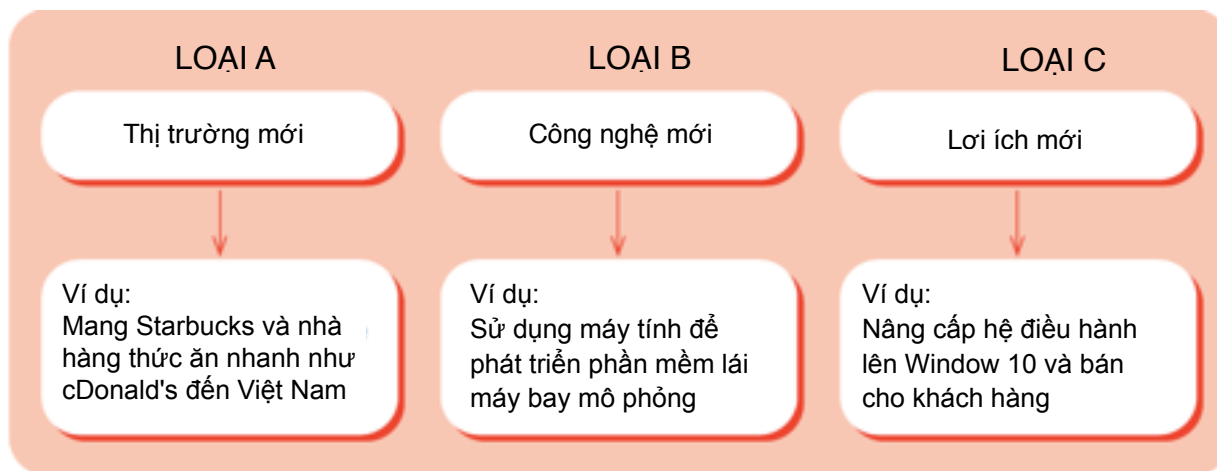 LOẠI A
Thị trường mới
Ví dụ:
Mang Starbucks và nhà
hàng thức ăn nhanh như
cDonald's đến Việt Nam
LOẠI B
Công nghệ mới
Ví dụ:
Sử dụng máy tính để
phát triển phần mềm lái
máy bay mô phỏng
LOẠI C
Lơi ích mới
Ví dụ:
Nâng cấp hệ điều hành
lên Window 10 và bán
cho khách hàng